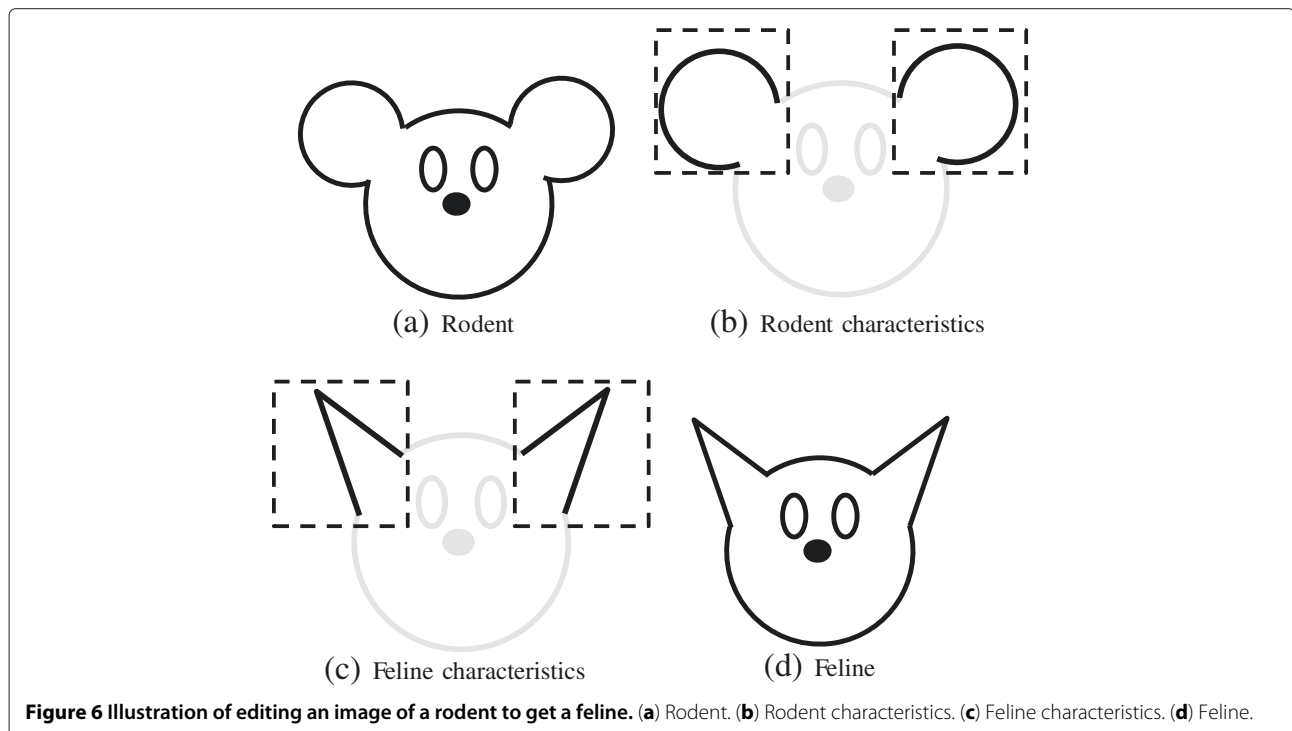 (a) Rodent
(b) Rodent characteristics
(c) Feline characteristics
(d) Feline
Figure 6 Illustration of editing an image of a rodent to get a feline. (a) Rodent. (b) Rodent characteristics. (c) Feline characteristics. (d) Feline.